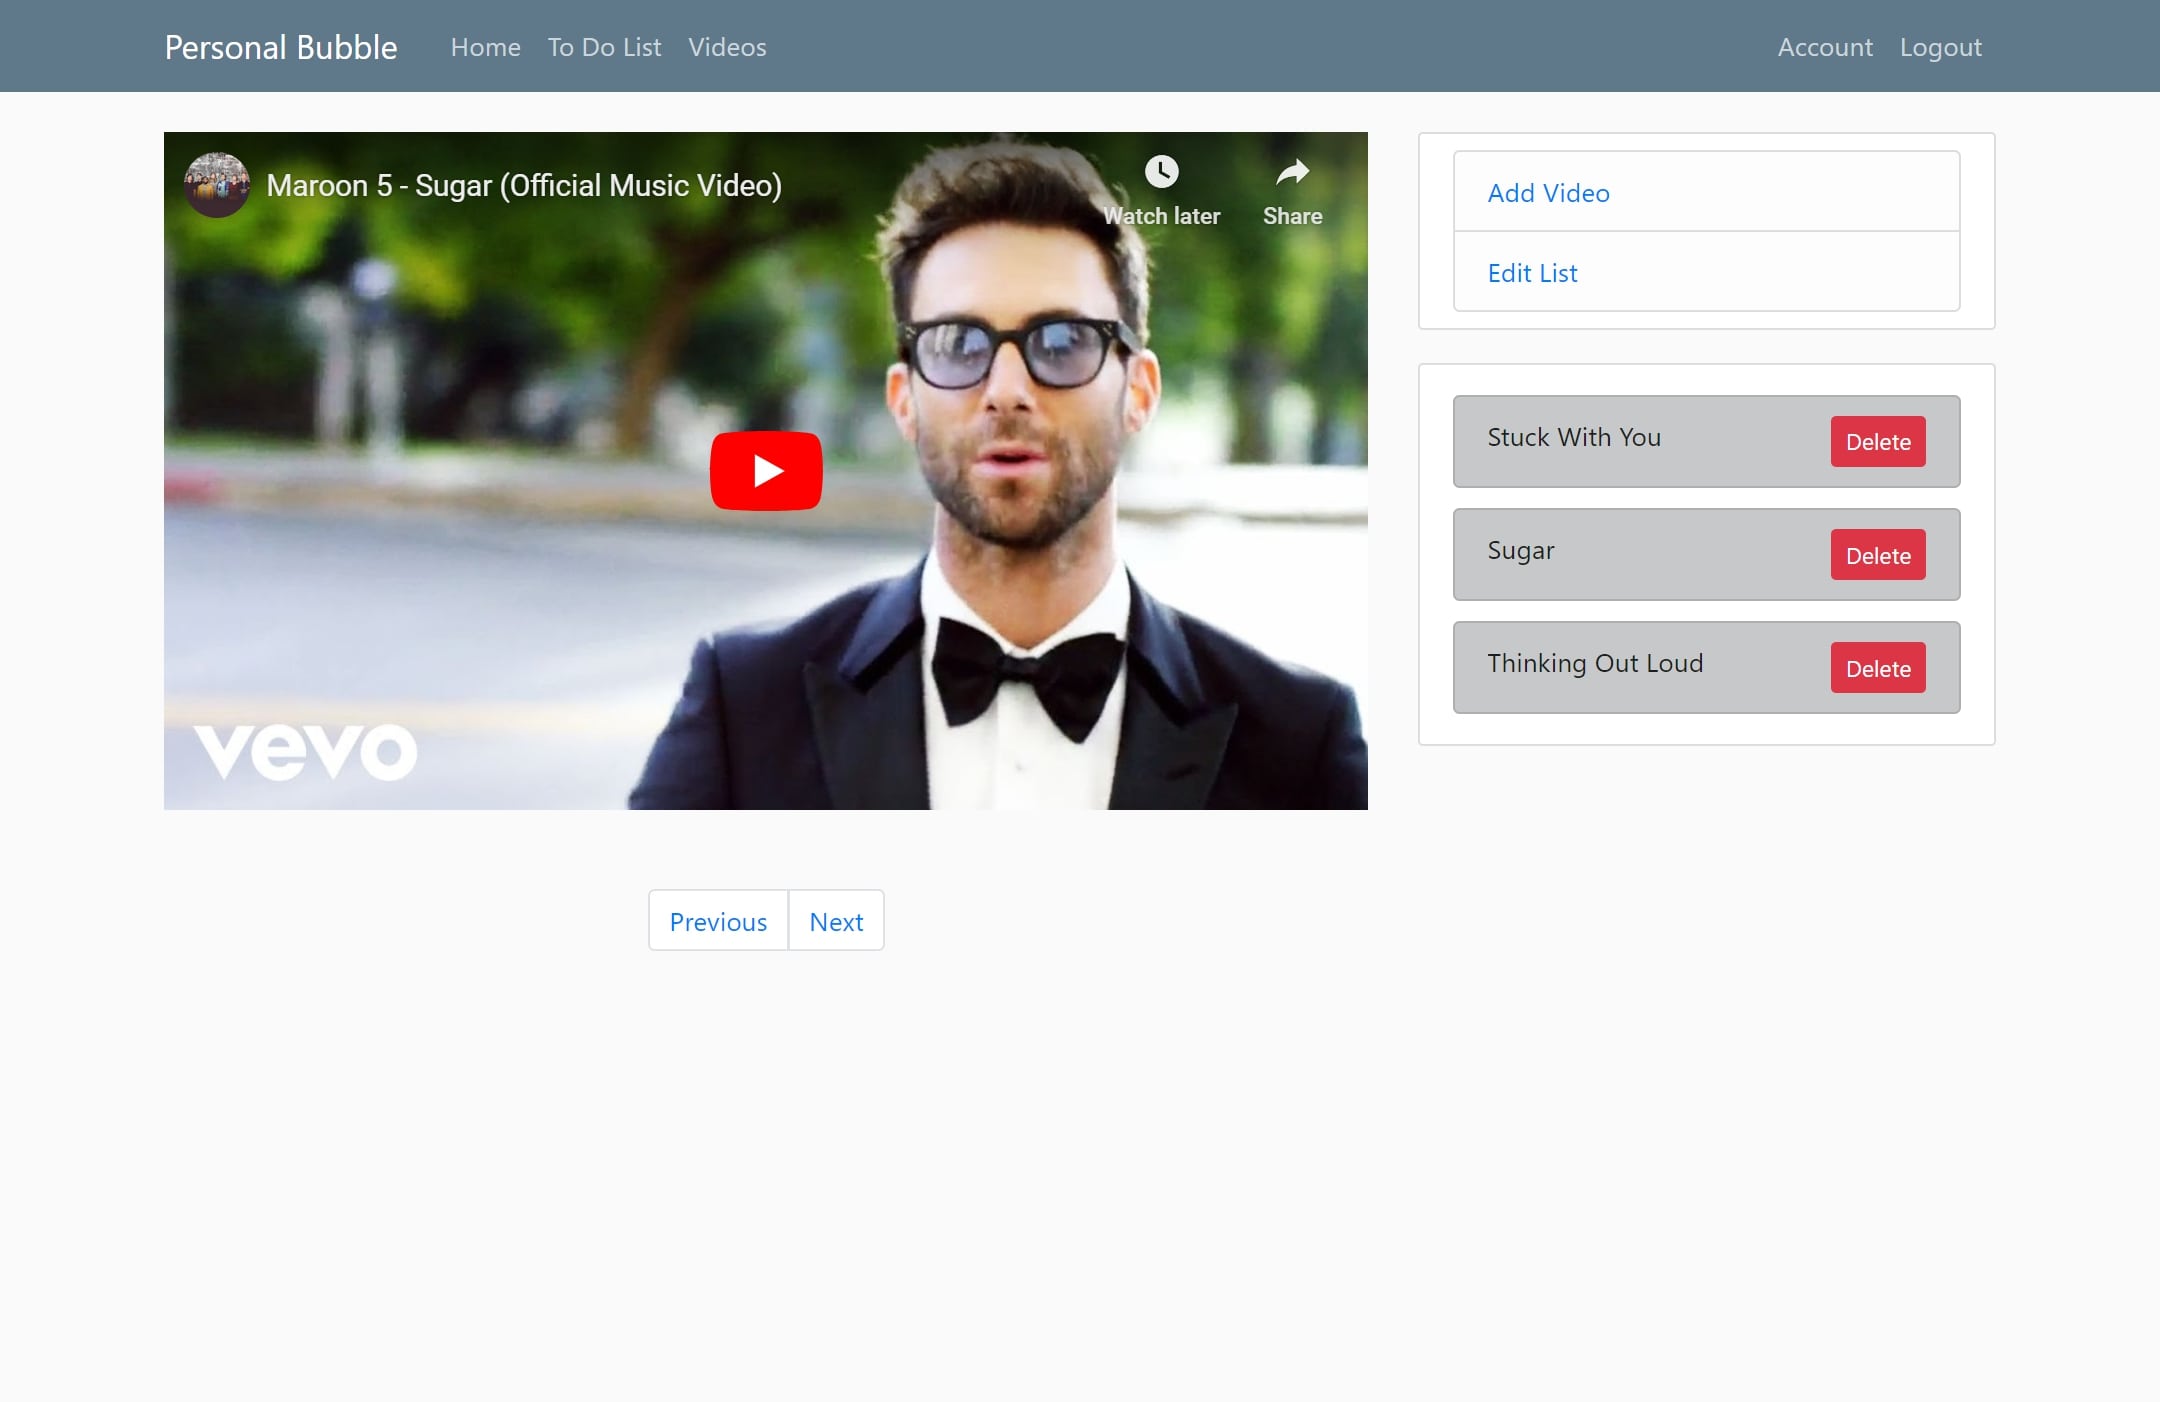 Personal Bubble Home To Do List Videos Account Logout
Maroon 5 - Sugar (Official Music Video)
Watch later Share
vevo
Previous Next
Add Video
Edit List
Stuck With You Delete
Sugar Delete
Thinking Out Loud Delete